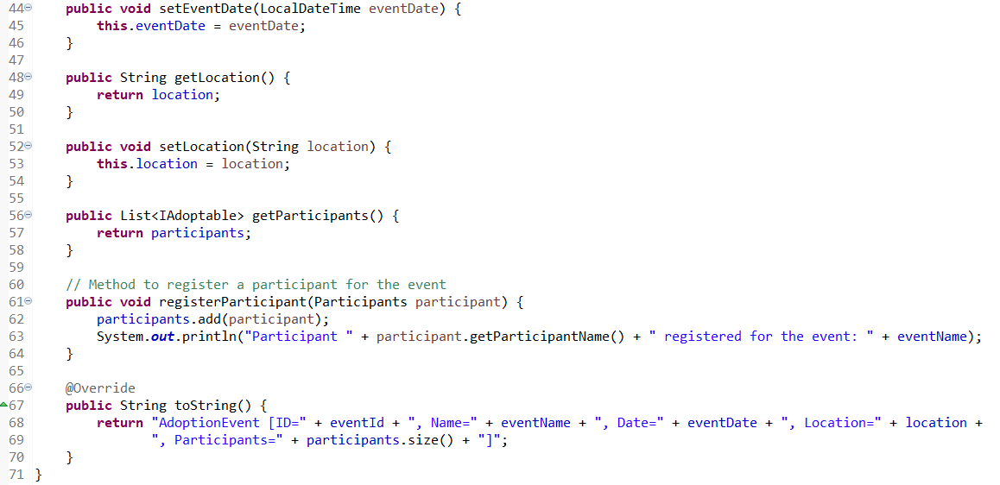 44 public void setEventDate(LocalDateTime eventDate) {
45 this.eventDate = eventDate;
46 }
47
48 public String getLocation() {
49 return location;
50 }
51
52 public void setLocation(String location) {
53 this.location = location;
54 }
55
56 public List<IAdoptable> getParticipants() {
57 return participants;
58 }
59
60 // Method to register a participant for the event
61 public void registerParticipant(Participants participant) {
62 participants.add(participant);
63 System.out.println("Participant " + participant.getParticipantName() + " registered for the event: " + eventName);
64 }
65
66 @Override
67 public String toString() {
68 return "AdoptionEvent [ID=" + eventId + ", Name=" + eventName + ", Date=" + eventDate + ", Location=" + location +
69 ", Participants=" + participants.size() + "]";
70 }
71 }